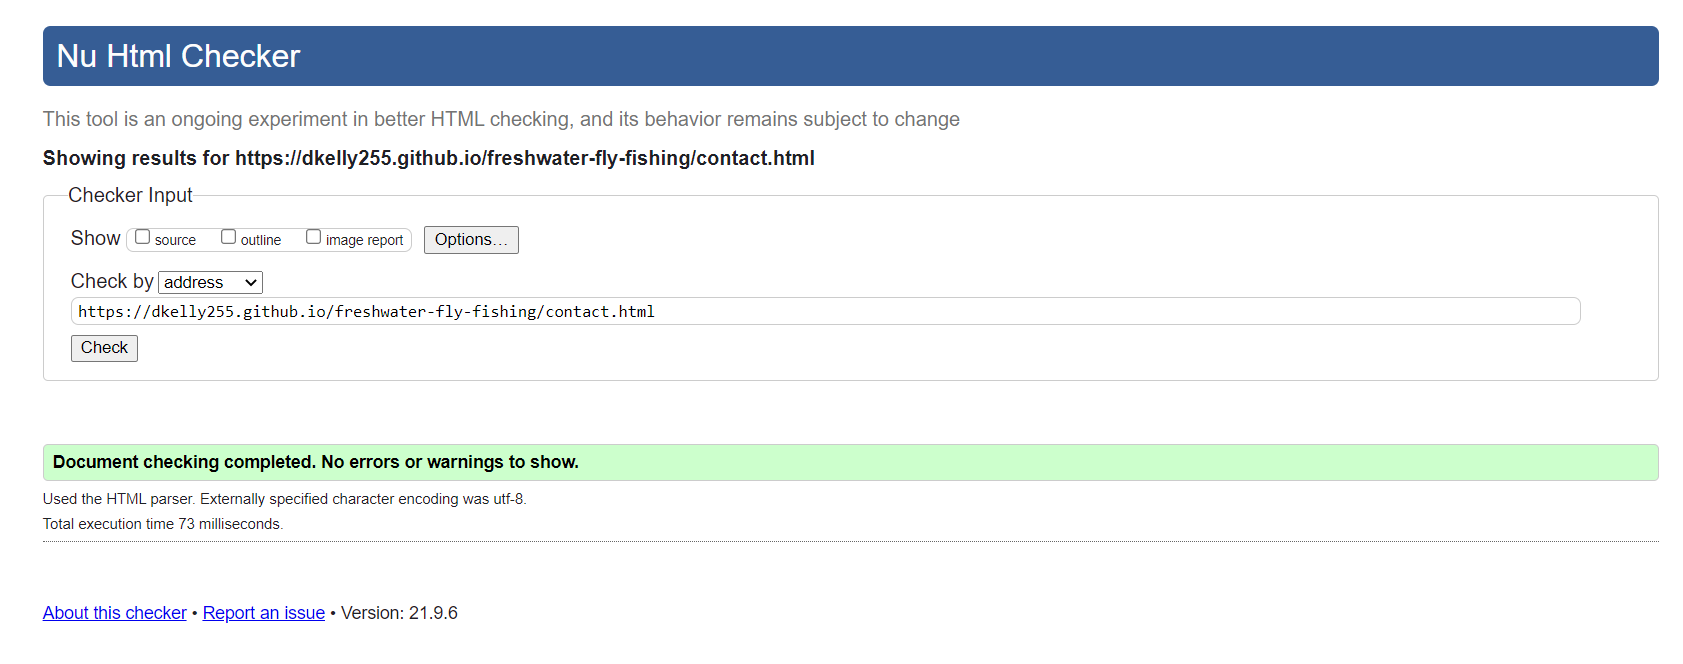 Nu Html Checker
This tool is an ongoing experiment in better HTML checking, and its behavior remains subject to change
Showing results for https://dkelly255.github.io/freshwater-fly-fishing/contact.html
Checker Input
Show source outline image report Options…
Check by address
https://dkelly255.github.io/freshwater-fly-fishing/contact.html
Check
Document checking completed. No errors or warnings to show.
Used the HTML parser. Externally specified character encoding was utf-8.
Total execution time 73 milliseconds.
About this checker • Report an issue • Version: 21.9.6